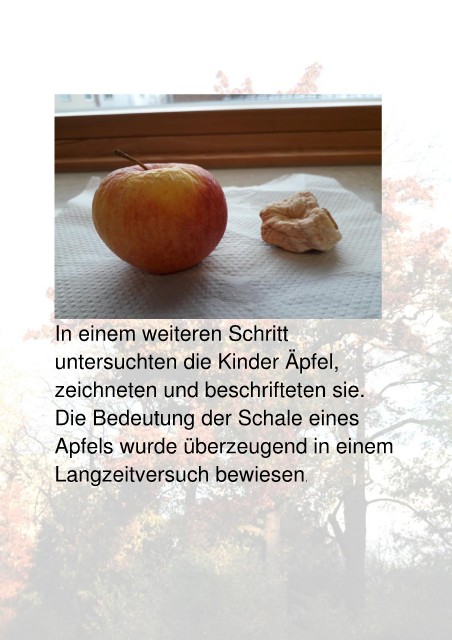 In einem weiteren Schritt
untersuchten die Kinder Äpfel,
zeichneten und beschrifteten sie.
Die Bedeutung der Schale eines
Apfels wurde überzeugend in einem
Langzeitversuch bewiesen.